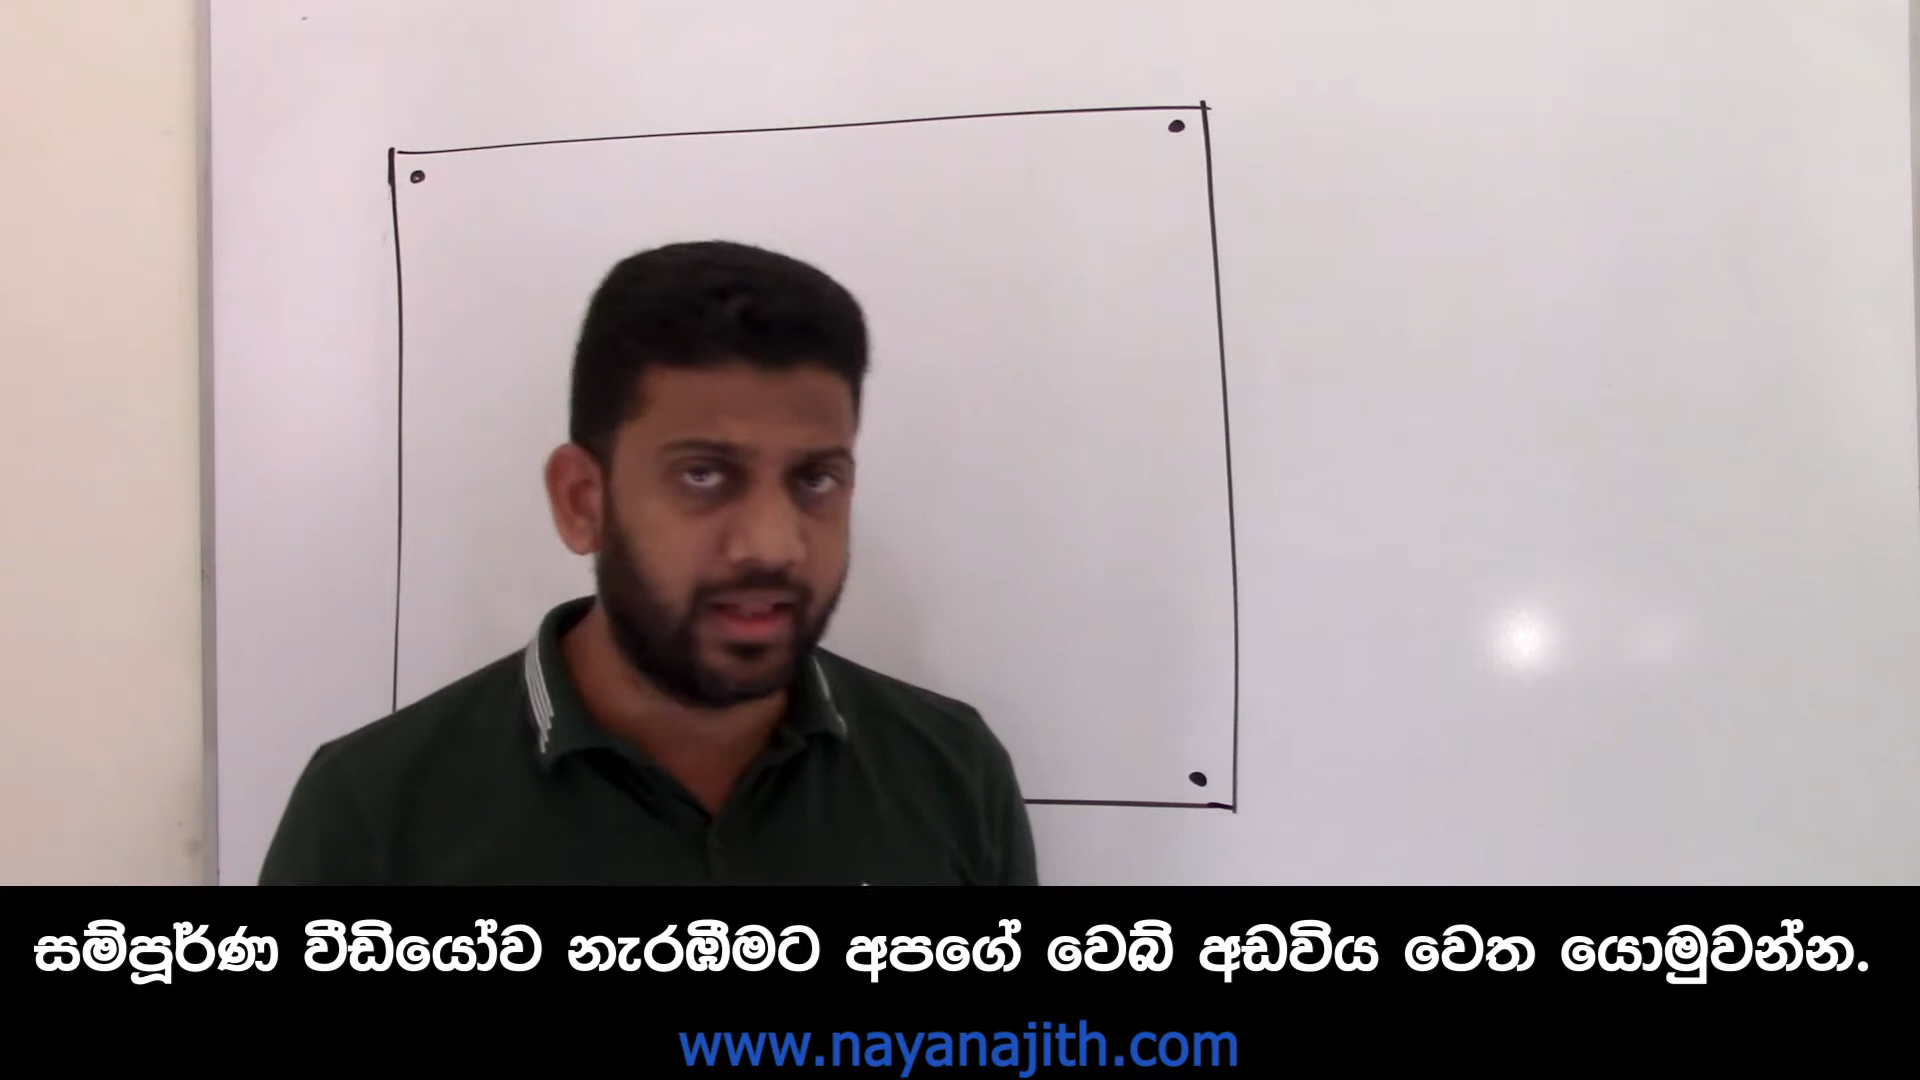 සම්පූර්ණ වීඩියෝව නැරඹීමට අපගේ වෙබ් අඩවිය වෙත යොමුවන්න.
www.nayanajith.com